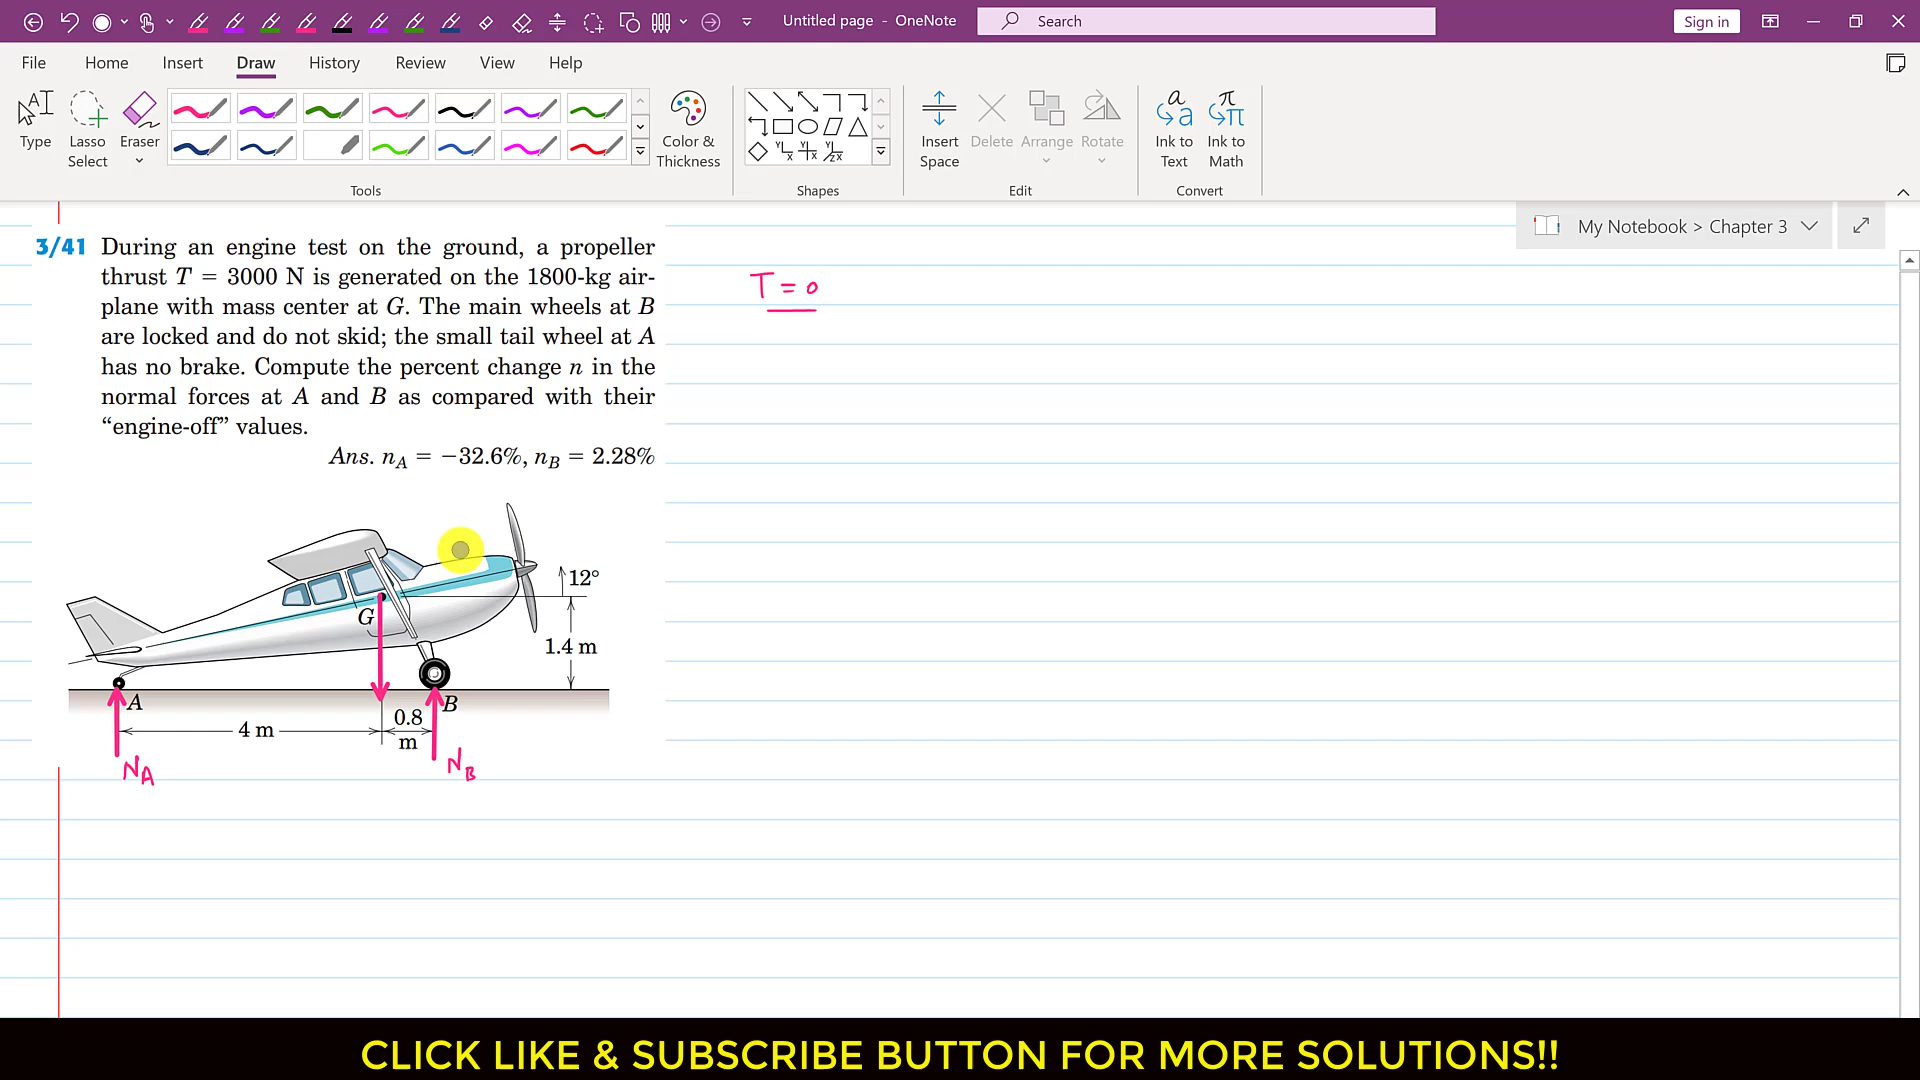 Untitled page - OneNote
Search
Sign in
File Home Insert Draw History Review View Help
Type
Lasso Select
Eraser
Color & Thickness
Insert Space
Delete
Arrange
Rotate
Ink to Text
Ink to Math
Tools
Shapes
Edit
Convert
My Notebook > Chapter 3
3/41 During an engine test on the ground, a propeller
thrust T = 3000 N is generated on the 1800-kg air-
plane with mass center at G. The main wheels at B
are locked and do not skid; the small tail wheel at A
has no brake. Compute the percent change n in the
normal forces at A and B as compared with their
“engine-off” values.
Ans. nA = −32.6%, nB = 2.28%
T = 0
12°
G
1.4 m
A
B
4 m
0.8
m
NA
NB
CLICK LIKE & SUBSCRIBE BUTTON FOR MORE SOLUTIONS!!